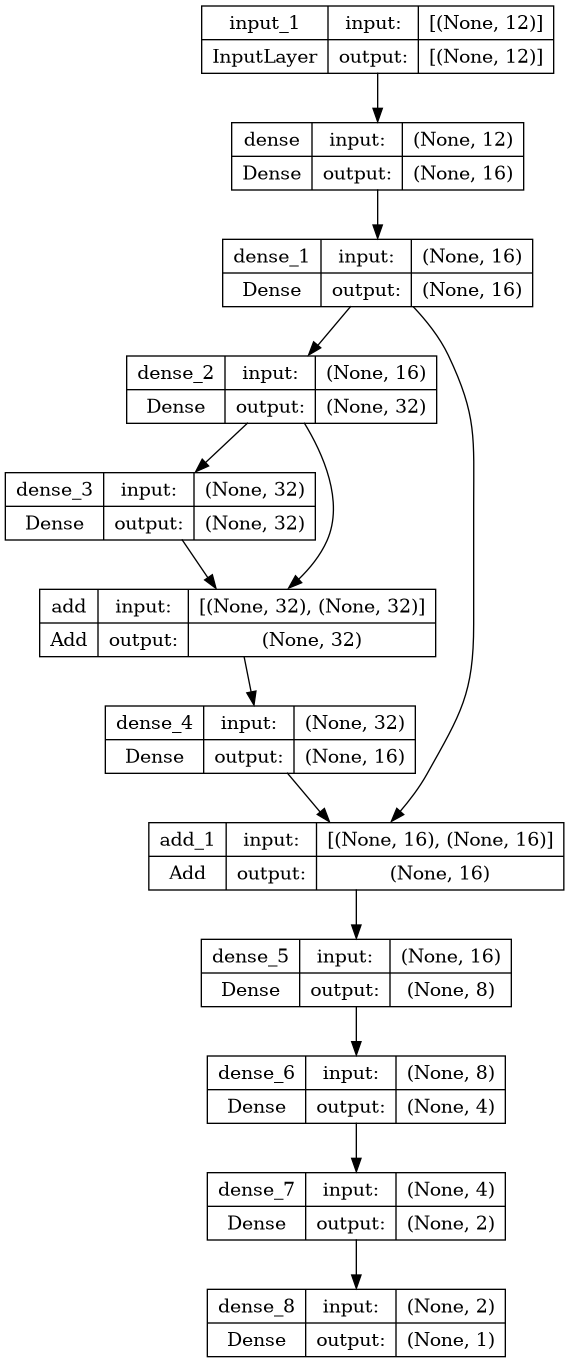 input_1 input: [(None, 12)]
InputLayer output: [(None, 12)]
dense input: (None, 12)
Dense output: (None, 16)
dense_1 input: (None, 16)
Dense output: (None, 16)
dense_2 input: (None, 16)
Dense output: (None, 32)
dense_3 input: (None, 32)
Dense output: (None, 32)
add input: [(None, 32), (None, 32)]
Add output: (None, 32)
dense_4 input: (None, 32)
Dense output: (None, 16)
add_1 input: [(None, 16), (None, 16)]
Add output: (None, 16)
dense_5 input: (None, 16)
Dense output: (None, 8)
dense_6 input: (None, 8)
Dense output: (None, 4)
dense_7 input: (None, 4)
Dense output: (None, 2)
dense_8 input: (None, 2)
Dense output: (None, 1)